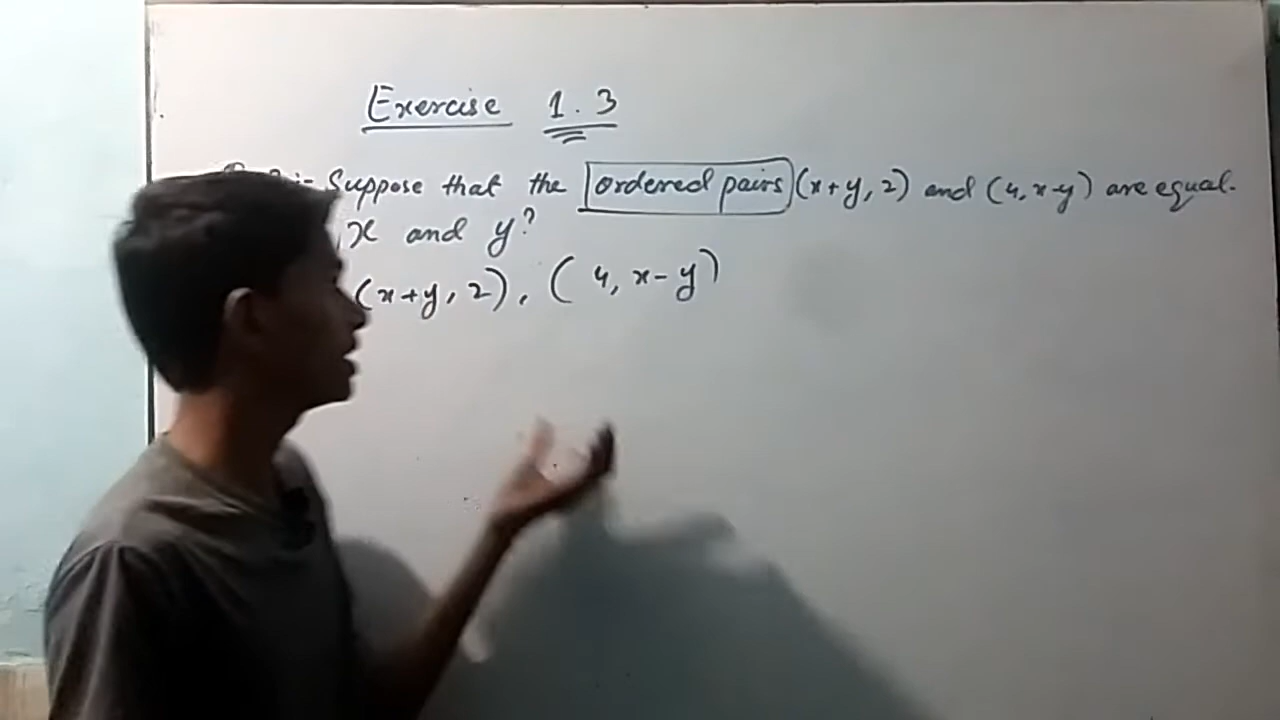 Exercise 1.3
:- Suppose that the ordered pairs (x+y, 2) and (4, x-y) are equal.
x and y?
(x+y, 2), (4, x-y)